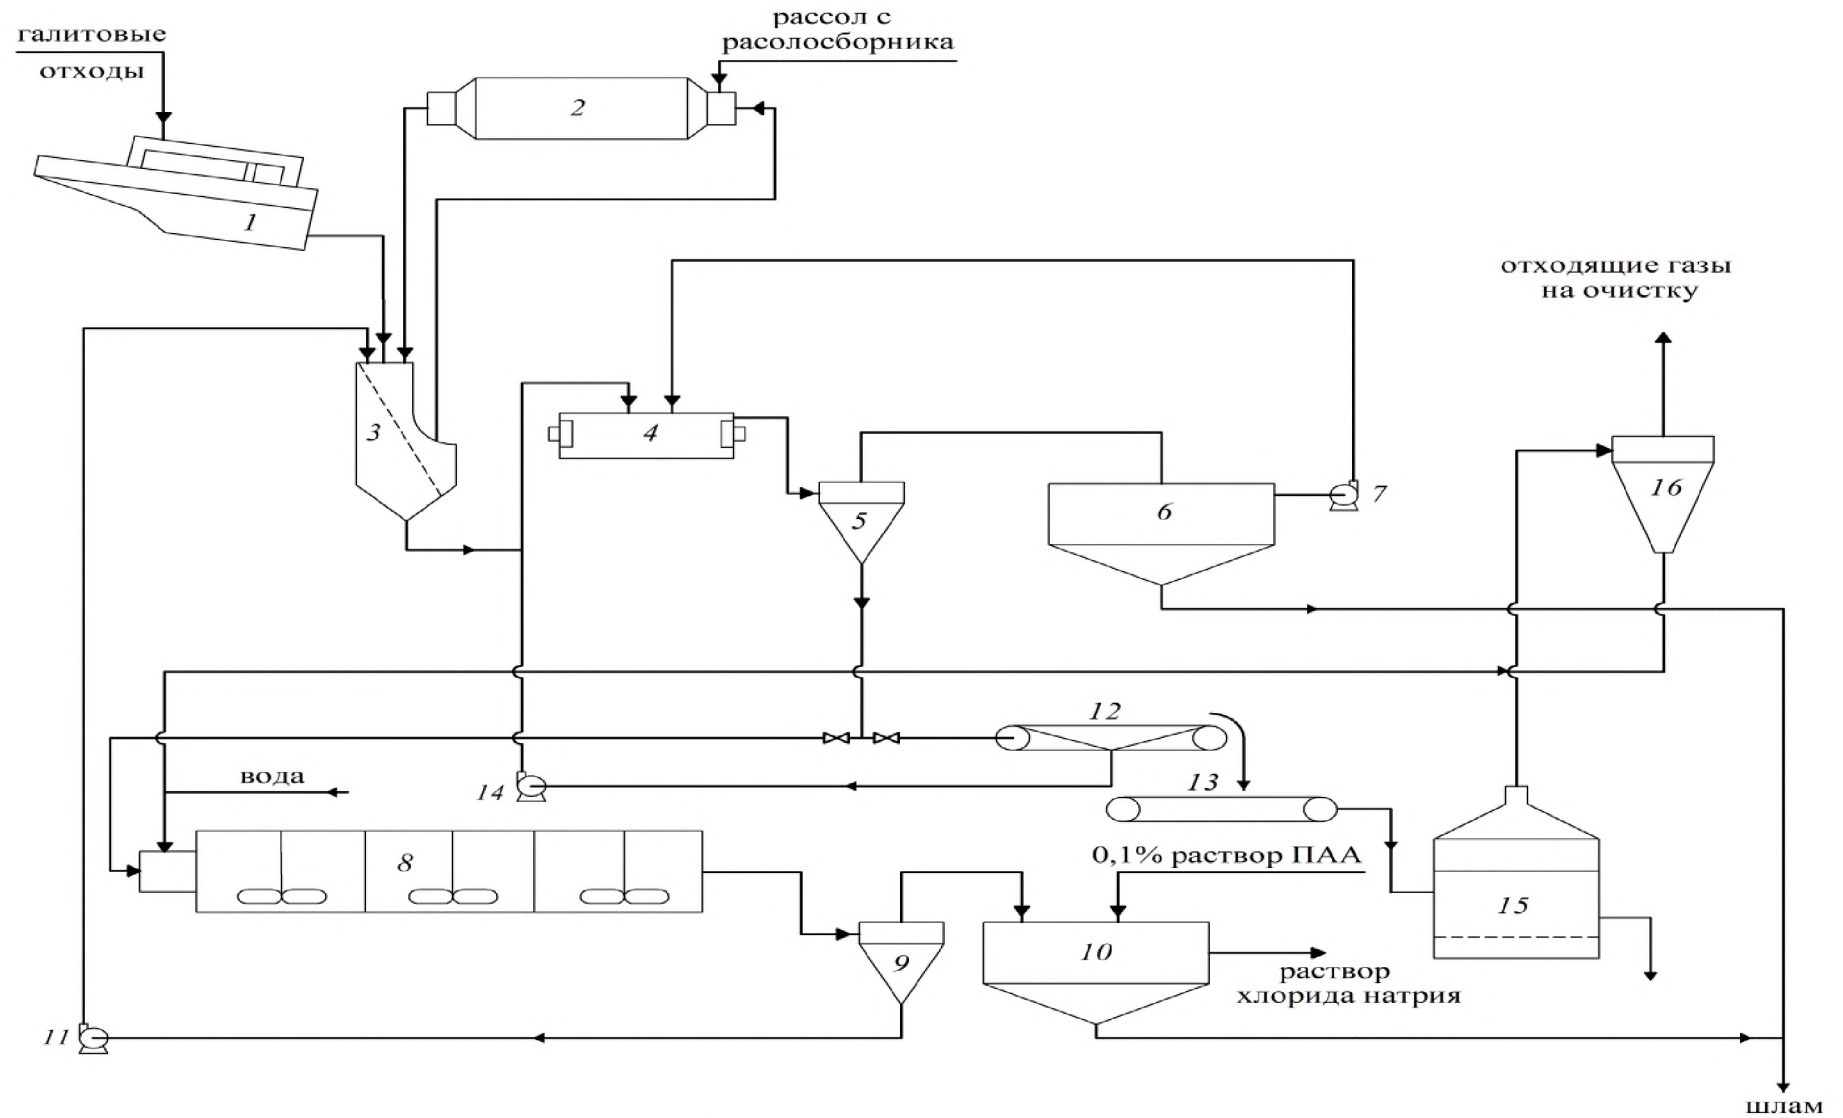 рассол с
расолосборника
галитовые
отходы
2
1
отходящие газы
на очистку
3
4
5
6
7
16
12
вода
14
13
8
0,1% раствор ПАА
15
9
10
раствор
хлорида натрия
11
шлам